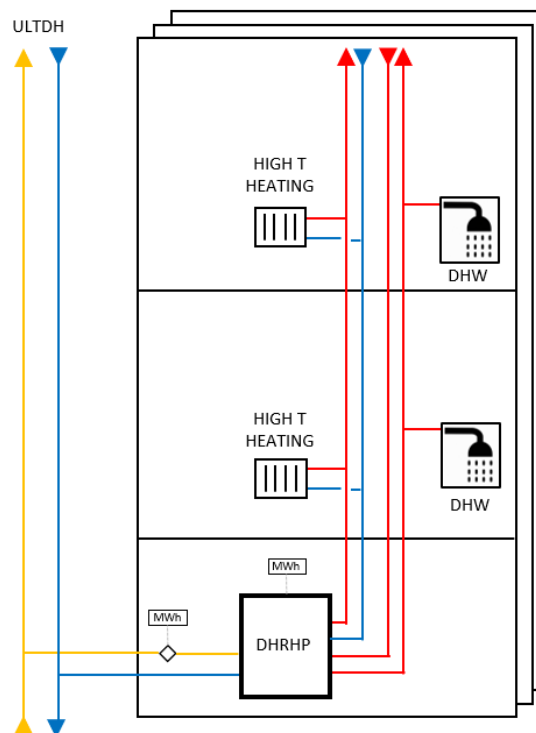 ULTDH
HIGH T
HEATING
DHW
HIGH T
HEATING
DHW
MWh
MWh
DHRHP